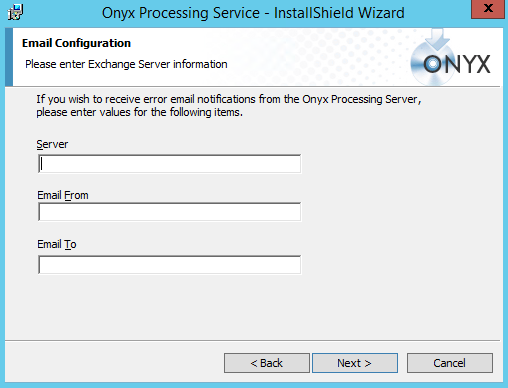 Onyx Processing Service - InstallShield Wizard
x
Email Configuration
Please enter Exchange Server information
ONYX
If you wish to receive error email notifications from the Onyx Processing Server,
please enter values for the following items.
Server
Email From
Email To
< Back Next > Cancel